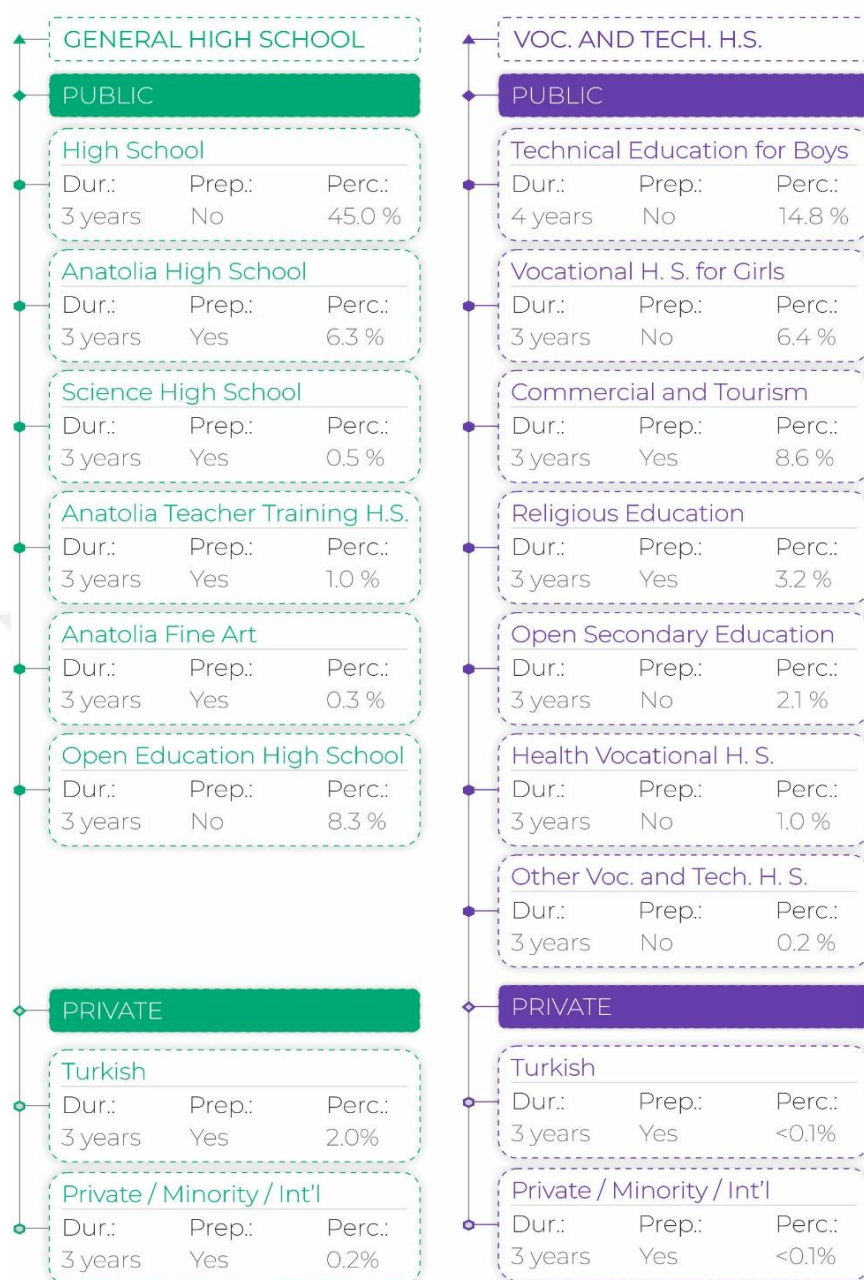 GENERAL HIGH SCHOOL
PUBLIC
High School
Dur.: Prep.: Perc.:
3 years No 45.0 %
Anatolia High School
Dur.: Prep.: Perc.:
3 years Yes 6.3 %
Science High School
Dur.: Prep.: Perc.:
3 years Yes 0.5 %
Anatolia Teacher Training H.S.
Dur.: Prep.: Perc.:
3 years Yes 1.0 %
Anatolia Fine Art
Dur.: Prep.: Perc.:
3 years Yes 0.3 %
Open Education High School
Dur.: Prep.: Perc.:
3 years No 8.3 %
PRIVATE
Turkish
Dur.: Prep.: Perc.:
3 years Yes 2.0%
Private / Minority / Int'l
Dur.: Prep.: Perc.:
3 years Yes 0.2%
VOC. AND TECH. H.S.
PUBLIC
Technical Education for Boys
Dur.: Prep.: Perc.:
4 years No 14.8 %
Vocational H. S. for Girls
Dur.: Prep.: Perc.:
3 years No 6.4 %
Commercial and Tourism
Dur.: Prep.: Perc.:
3 years Yes 8.6 %
Religious Education
Dur.: Prep.: Perc.:
3 years Yes 3.2 %
Open Secondary Education
Dur.: Prep.: Perc.:
3 years No 2.1 %
Health Vocational H. S.
Dur.: Prep.: Perc.:
3 years No 1.0 %
Other Voc. and Tech. H. S.
Dur.: Prep.: Perc.:
3 years No 0.2 %
PRIVATE
Turkish
Dur.: Prep.: Perc.:
3 years Yes <0.1%
Private / Minority / Int'l
Dur.: Prep.: Perc.:
3 years Yes <0.1%